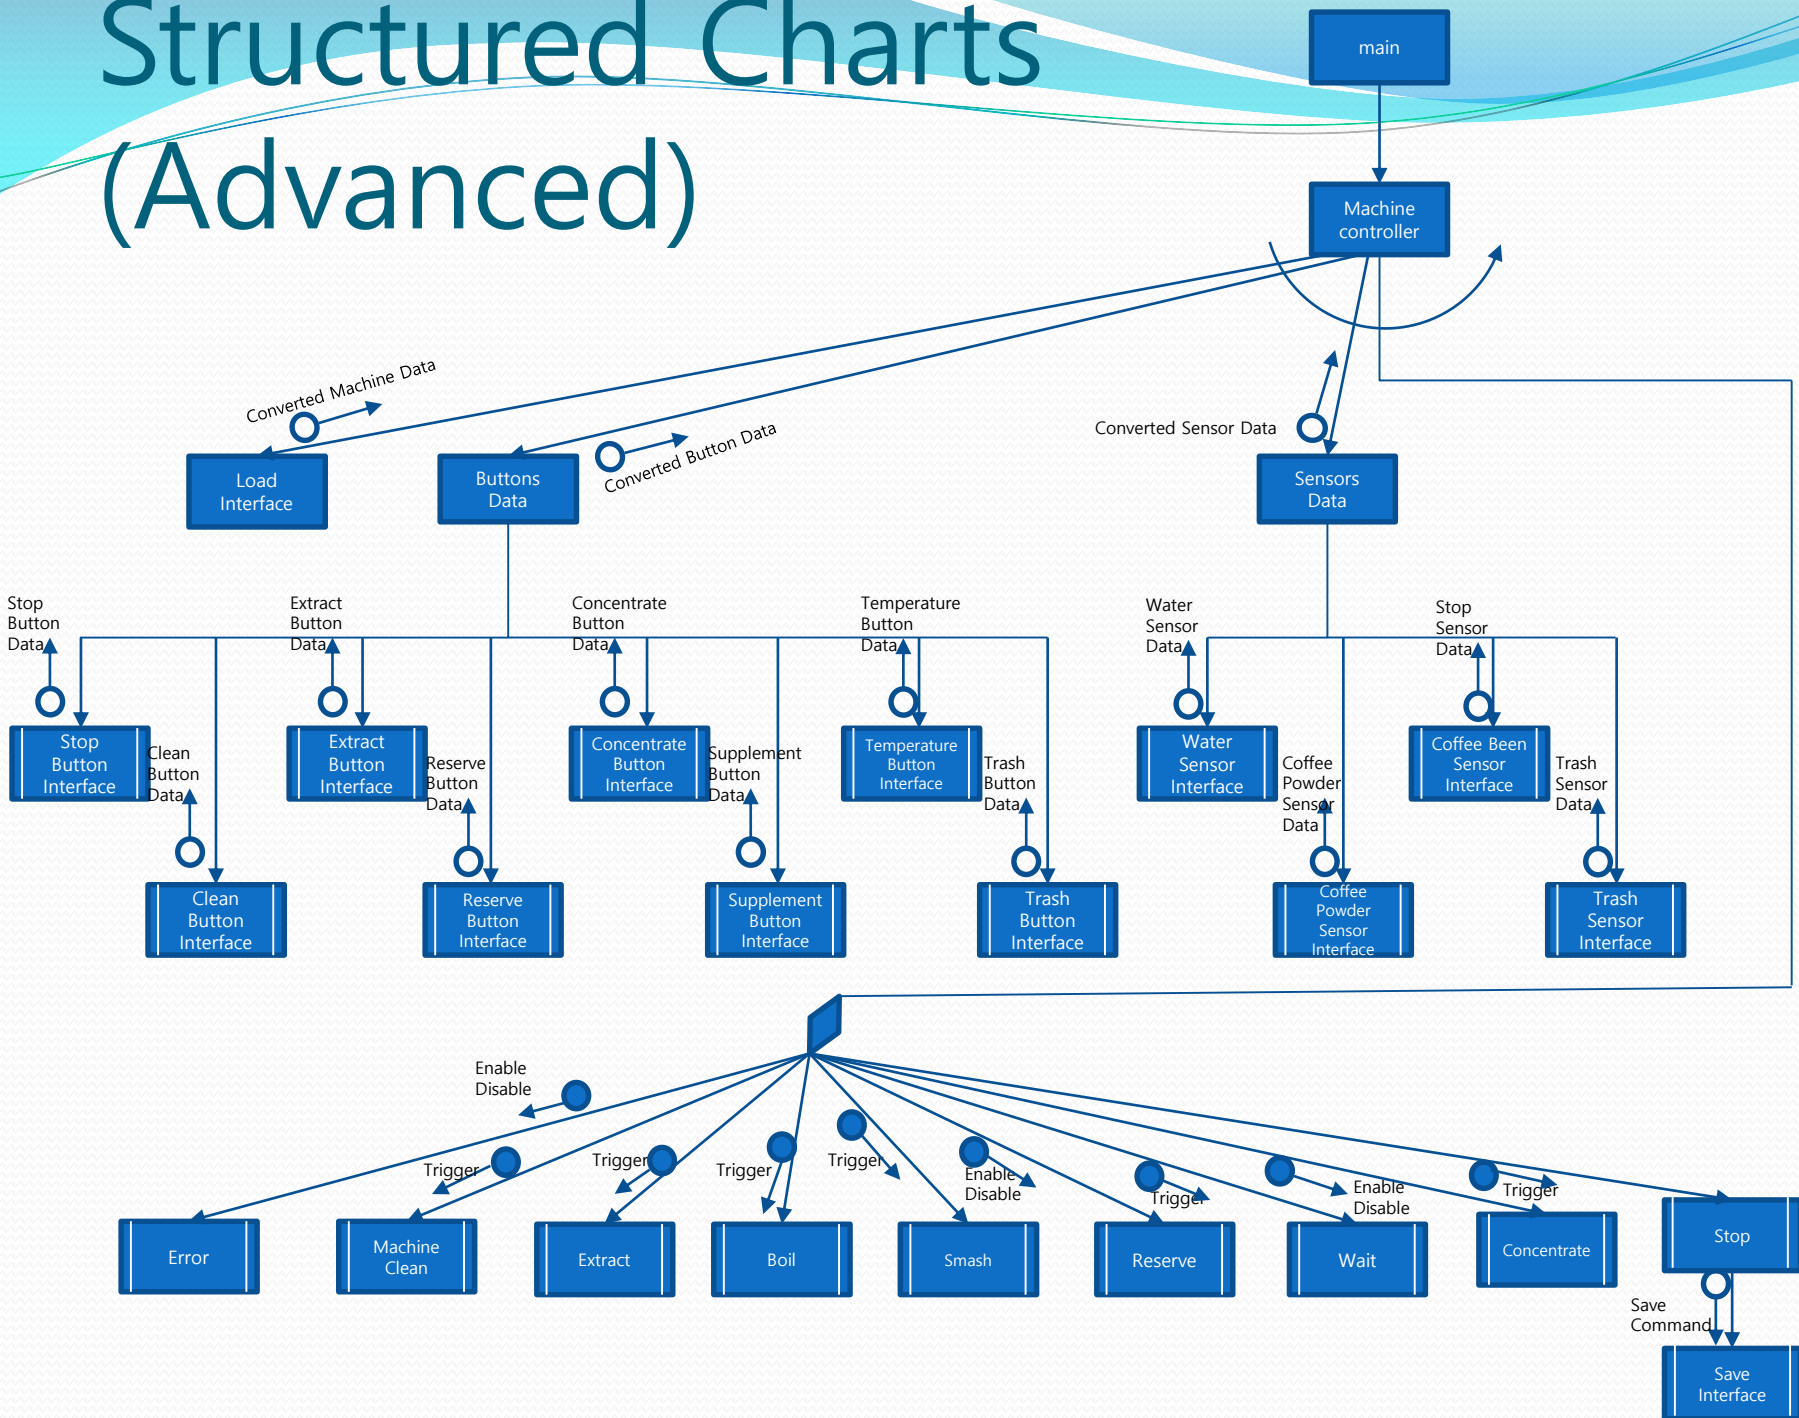 Structured Charts
(Advanced)
main
Machine
controller
Converted Machine Data
Converted Button Data
Converted Sensor Data
Load
Interface
Buttons
Data
Sensors
Data
Stop
Button
Data
Extract
Button
Data
Concentrate
Button
Data
Temperature
Button
Data
Water
Sensor
Data
Stop
Sensor
Data
Stop
Button
Interface
Clean
Button
Data
Extract
Button
Interface
Reserve
Button
Data
Concentrate
Button
Interface
Supplement
Button
Data
Temperature
Button
Interface
Trash
Button
Data
Water
Sensor
Interface
Coffee
Powder
Sensor
Data
Coffee Been
Sensor
Interface
Trash
Sensor
Data
Clean
Button
Interface
Reserve
Button
Interface
Supplement
Button
Interface
Trash
Button
Interface
Coffee
Powder
Sensor
Interface
Trash
Sensor
Interface
Enable
Disable
Trigger
Trigger
Trigger
Trigger
Enable
Disable
Trigger
Enable
Disable
Trigger
Error
Machine
Clean
Extract
Boil
Smash
Reserve
Wait
Concentrate
Stop
Save
Command
Save
Interface